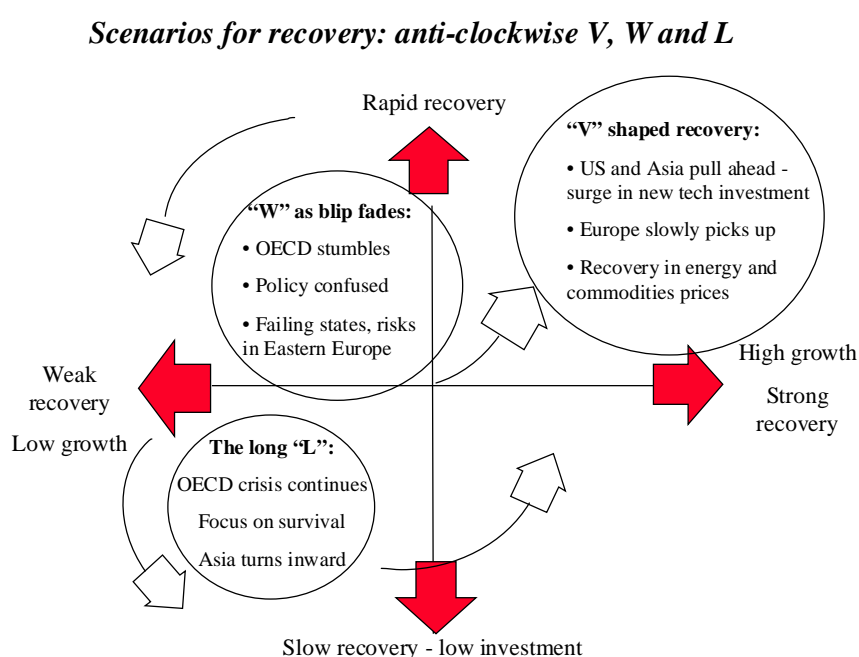 Scenarios for recovery: anti-clockwise V, W and L
Rapid recovery
“V” shaped recovery:
• US and Asia pull ahead -
surge in new tech investment
• Europe slowly picks up
• Recovery in energy and
commodities prices
“W” as blip fades:
• OECD stumbles
• Policy confused
• Failing states, risks
in Eastern Europe
High growth
Strong
recovery
Weak
recovery
Low growth
The long “L”:
OECD crisis continues
Focus on survival
Asia turns inward
Slow recovery - low investment